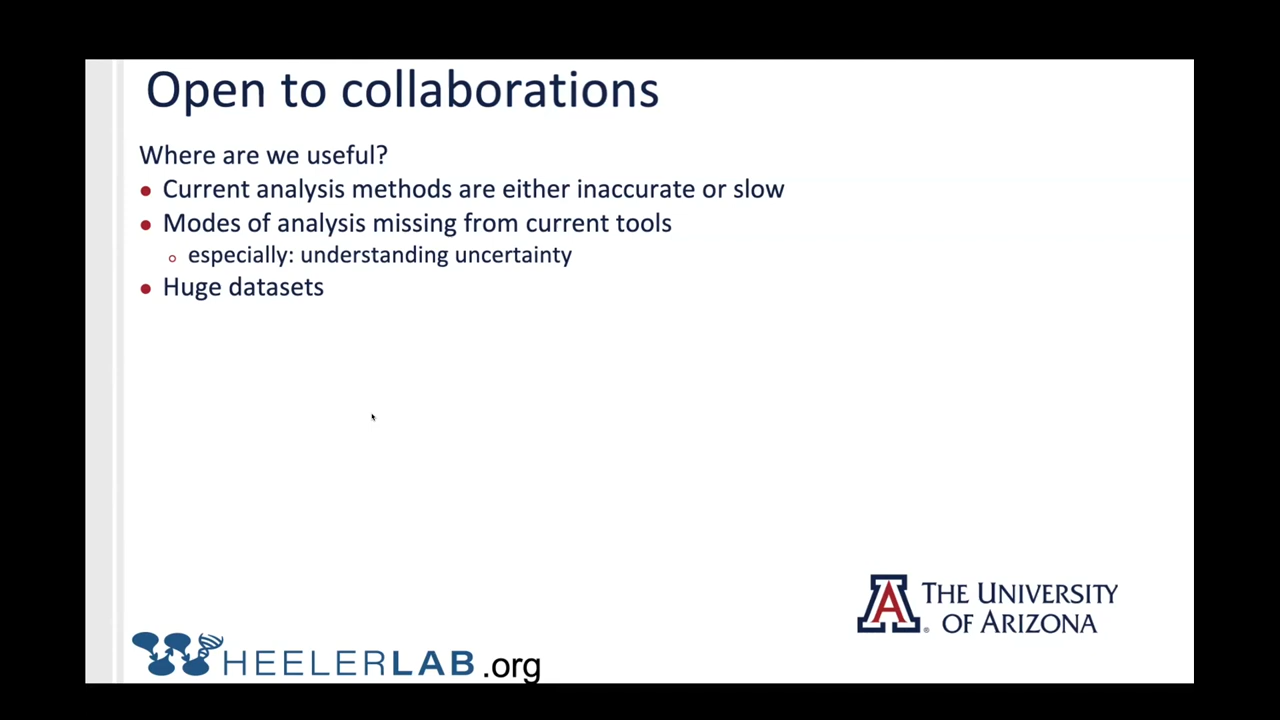 Open to collaborations
Where are we useful?
● Current analysis methods are either inaccurate or slow
● Modes of analysis missing from current tools
○ especially: understanding uncertainty
● Huge datasets
THE UNIVERSITY
OF ARIZONA
WHEELERLAB.org